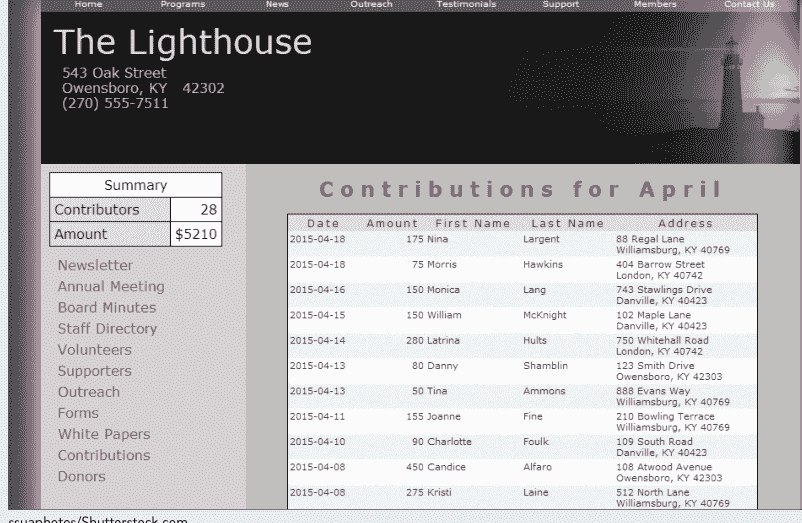 Home Programs News Outreach Testimonials Support Members Contact Us
The Lighthouse
543 Oak Street
Owensboro, KY 42302
(270) 555-7511
Summary
Contributors 28
Amount $5210
Newsletter
Annual Meeting
Board Minutes
Staff Directory
Volunteers
Supporters
Outreach
Forms
White Papers
Contributions
Donors
Contributions for April
Date Amount First Name Last Name Address
2015-04-18 175 Nina Largent 88 Regal Lane
Williamsburg, KY 40769
2015-04-18 75 Morris Hawkins 404 Barrow Street
London, KY 40742
2015-04-16 150 Monica Lang 743 Stawlings Drive
Danville, KY 40423
2015-04-15 150 William McKnight 102 Maple Lane
Danville, KY 40423
2015-04-14 280 Latrina Hults 750 Whitehall Road
London, KY 40742
2015-04-13 80 Danny Shamblin 123 Smith Drive
Owensboro, KY 42303
2015-04-13 50 Tina Ammons 888 Evans Way
Williamsburg, KY 40769
2015-04-11 155 Joanne Fine 210 Bowling Terrace
Williamsburg, KY 40769
2015-04-10 90 Charlotte Foulk 109 South Road
Danville, KY 40423
2015-04-08 450 Candice Alfaro 108 Atwood Avenue
Owensboro, KY 42303
2015-04-08 275 Kristi Laine 512 North Lane
Williamsburg, KY 40769
ssuaphotos/Shutterstock.com